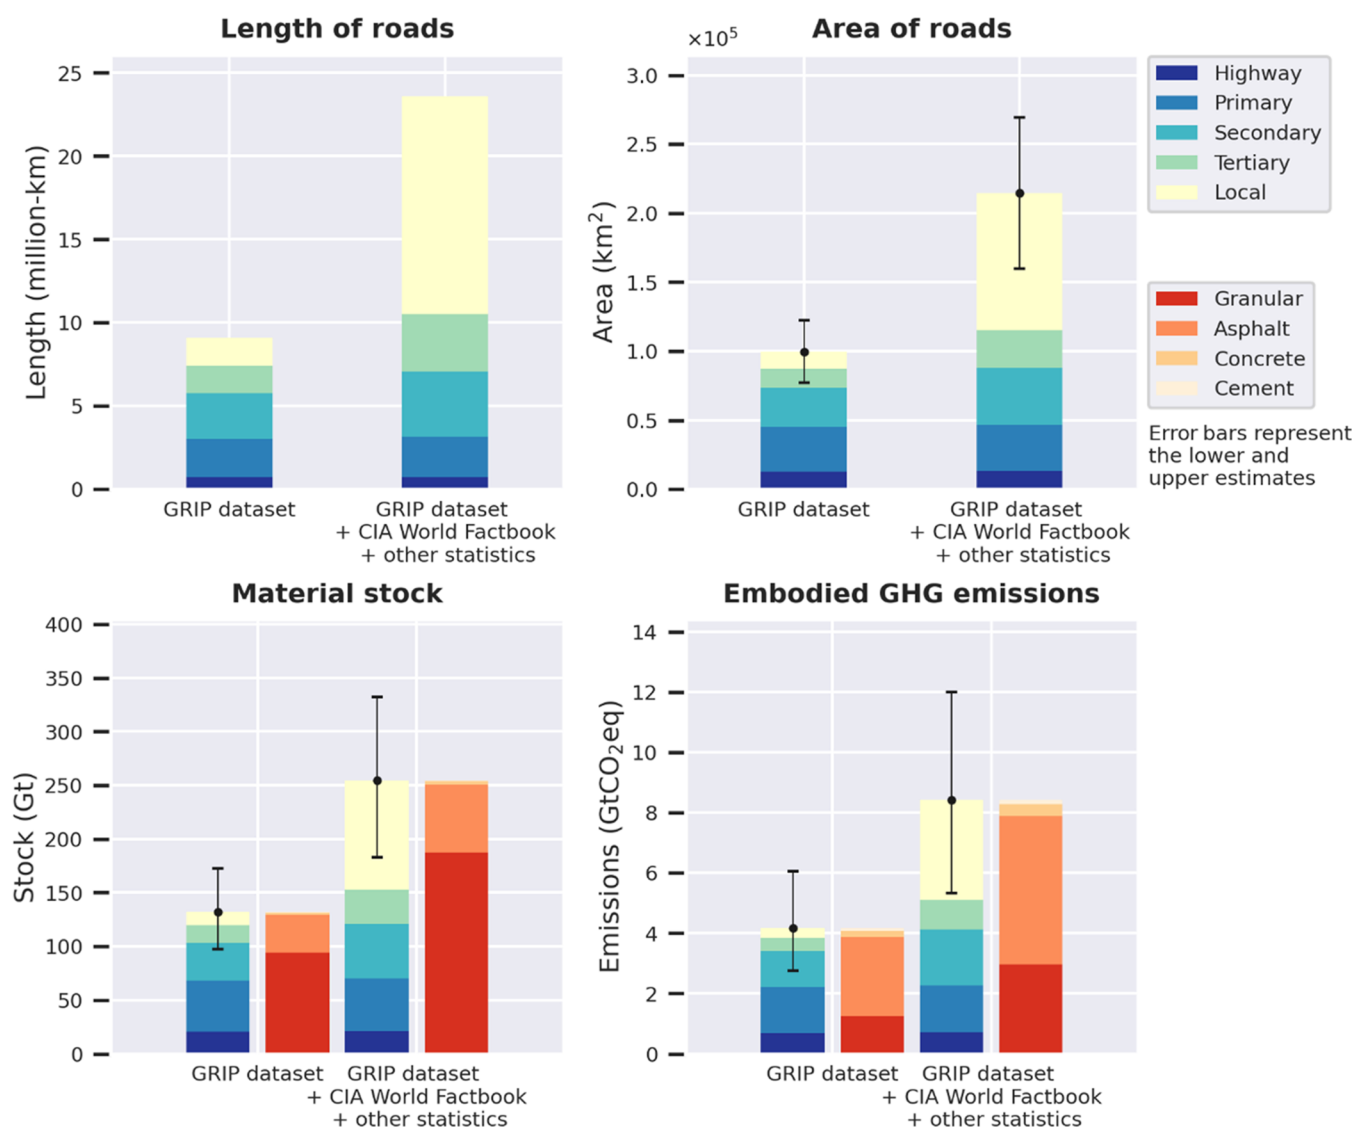 Length of roads
Length (million-km)
25
20
15
10
5
0
GRIP dataset
GRIP dataset
+ CIA World Factbook
+ other statistics
Area of roads
×10⁵
Area (km²)
3.0
2.5
2.0
1.5
1.0
0.5
0.0
GRIP dataset
GRIP dataset
+ CIA World Factbook
+ other statistics
Highway
Primary
Secondary
Tertiary
Local
Granular
Asphalt
Concrete
Cement
Error bars represent
the lower and
upper estimates
Material stock
Stock (Gt)
400
350
300
250
200
150
100
50
0
GRIP dataset
GRIP dataset
+ CIA World Factbook
+ other statistics
Embodied GHG emissions
Emissions (GtCO₂eq)
14
12
10
8
6
4
2
0
GRIP dataset
GRIP dataset
+ CIA World Factbook
+ other statistics